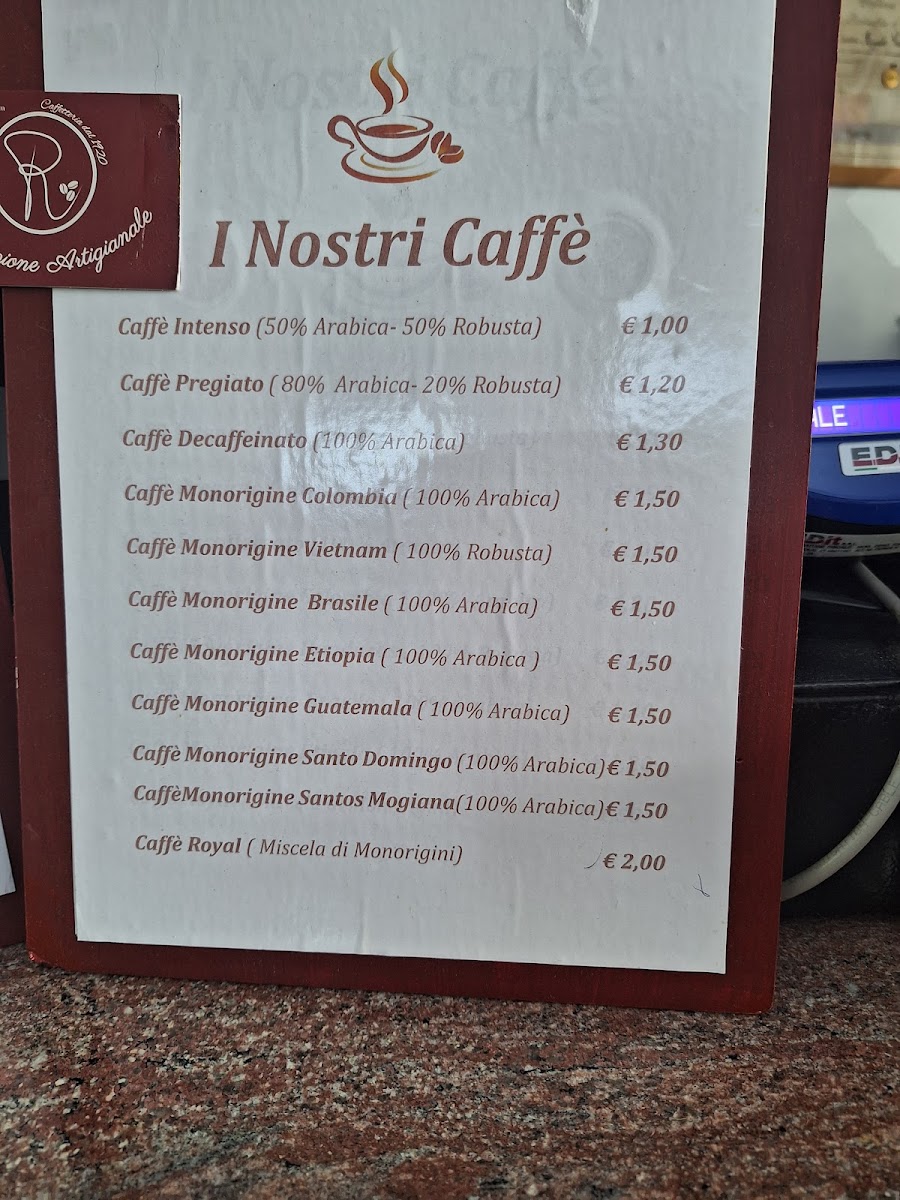 Caffetteria dal 1920
R
Artigianale
I Nostri Caffè
Caffè Intenso (50% Arabica- 50% Robusta) € 1,00
Caffè Pregiato ( 80% Arabica- 20% Robusta) € 1,20
Caffè Decaffeinato (100% Arabica) € 1,30
Caffè Monorigine Colombia ( 100% Arabica) € 1,50
Caffè Monorigine Vietnam ( 100% Robusta) € 1,50
Caffè Monorigine Brasile ( 100% Arabica) € 1,50
Caffè Monorigine Etiopia ( 100% Arabica ) € 1,50
Caffè Monorigine Guatemala ( 100% Arabica) € 1,50
Caffè Monorigine Santo Domingo (100% Arabica)€ 1,50
CaffèMonorigine Santos Mogiana(100% Arabica)€ 1,50
Caffè Royal ( Miscela di Monorigini) € 2,00